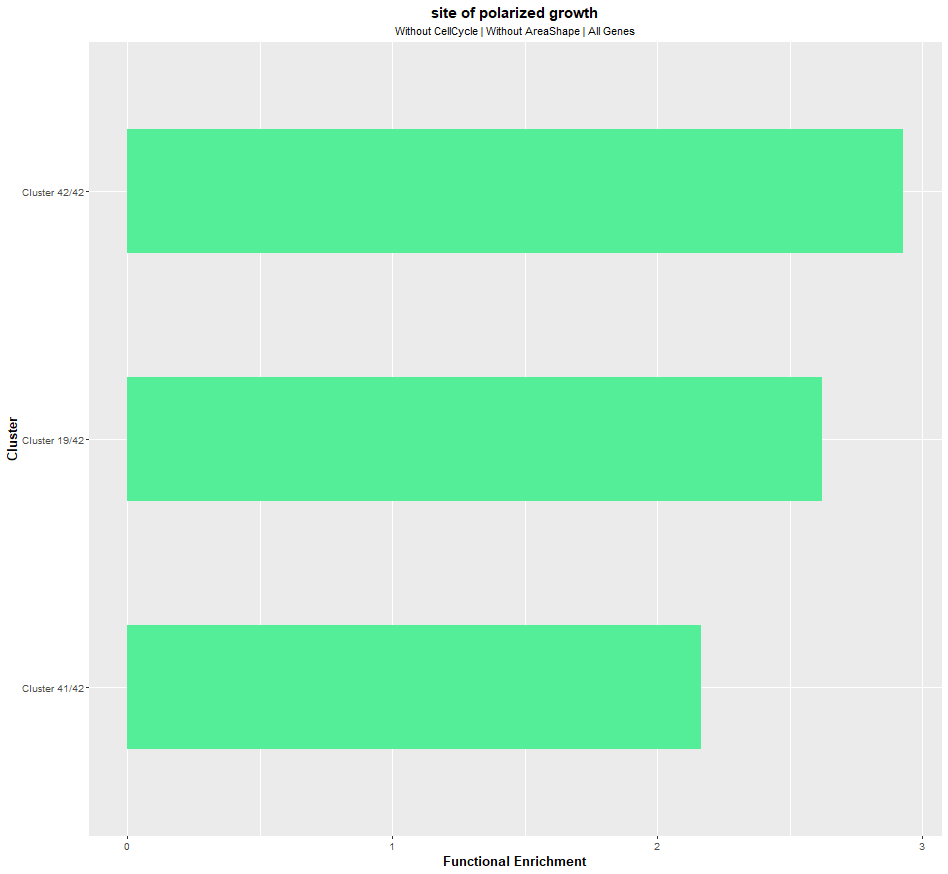 site of polarized growth
Without CellCycle | Without AreaShape | All Genes
Cluster
Cluster 42/42
Cluster 19/42
Cluster 41/42
0 1 2 3
Functional Enrichment